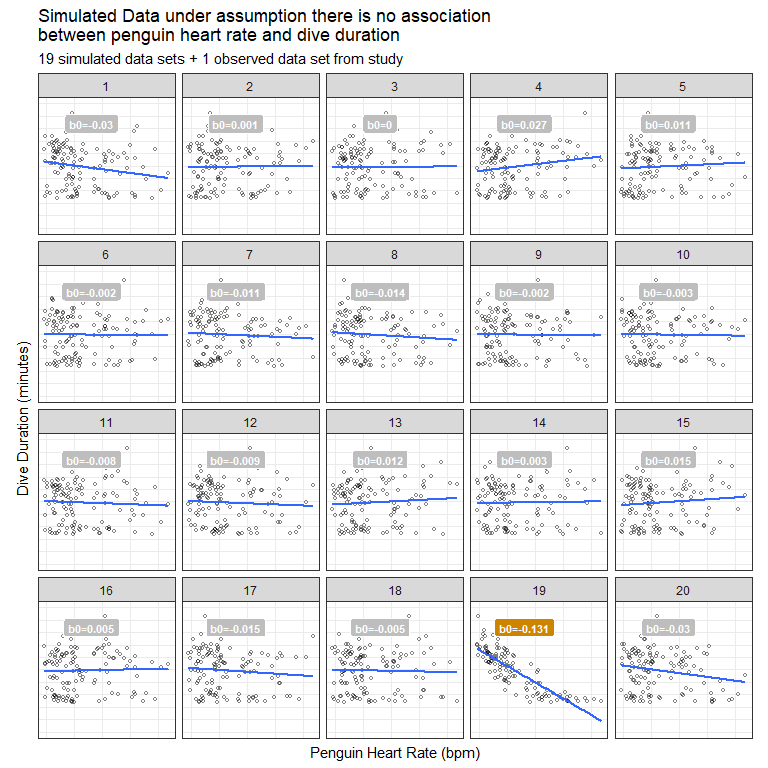 Simulated Data under assumption there is no association
between penguin heart rate and dive duration
19 simulated data sets + 1 observed data set from study
1 2 3 4 5
b0=-0.03 b0=0.001 b0=0 b0=0.027 b0=0.011
6 7 8 9 10
b0=-0.002 b0=-0.011 b0=-0.014 b0=-0.002 b0=-0.003
Dive Duration (minutes)
11 12 13 14 15
b0=-0.008 b0=-0.009 b0=0.012 b0=0.003 b0=0.015
16 17 18 19 20
b0=0.005 b0=-0.015 b0=-0.005 b0=-0.131 b0=-0.03
Penguin Heart Rate (bpm)